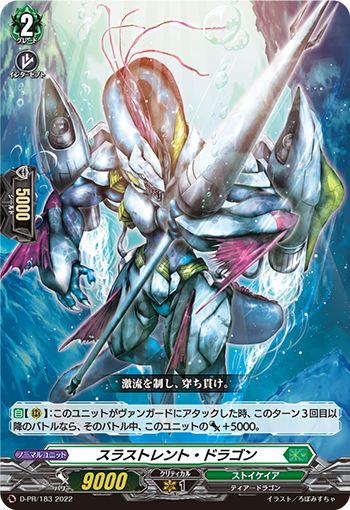 2
グレード
インターセプト
5000
シールド
激流を制し、穿ち貫け。
【自】【(R)】：このユニットがヴァンガードにアタックした時、このターン3回目以
降のバトルなら、そのバトル中、このユニットの＋5000。
ノーマルユニット
スラストレント・ドラゴン
パワー 9000
クリティカル
1
ストイケイア
ティアードラゴン
D-PR/183 2022
イラスト/ろぼみすちゃ